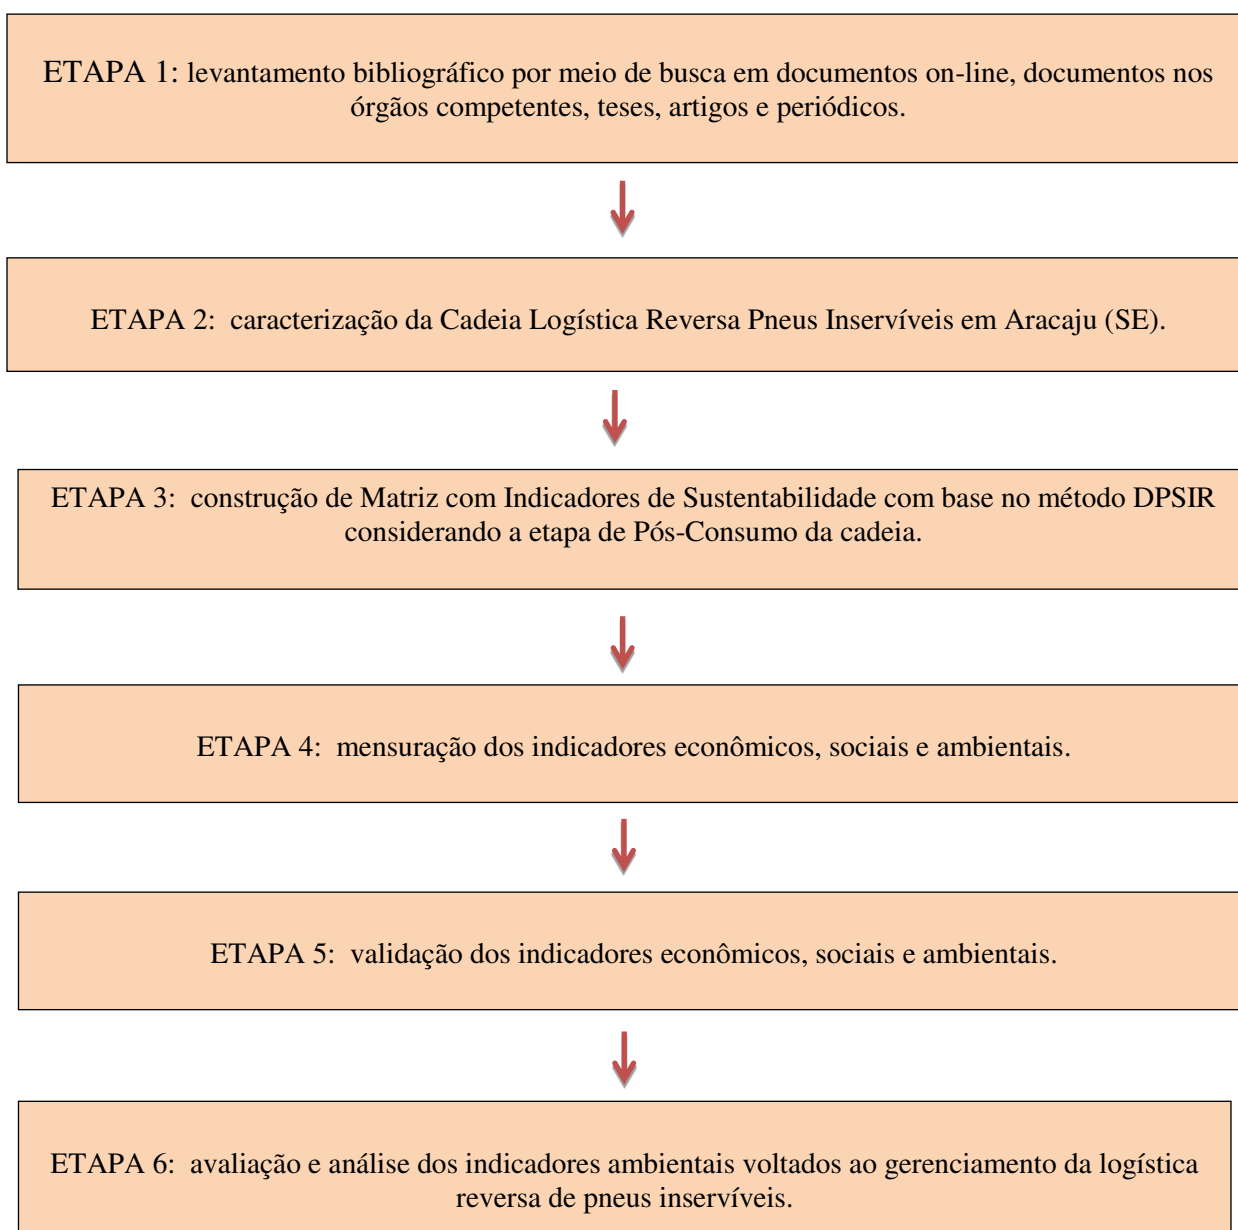 ETAPA 1: levantamento bibliográfico por meio de busca em documentos on-line, documentos nos
órgãos competentes, teses, artigos e periódicos.
ETAPA 2: caracterização da Cadeia Logística Reversa Pneus Inservíveis em Aracaju (SE).
ETAPA 3: construção de Matriz com Indicadores de Sustentabilidade com base no método DPSIR
considerando a etapa de Pós-Consumo da cadeia.
ETAPA 4: mensuração dos indicadores econômicos, sociais e ambientais.
ETAPA 5: validação dos indicadores econômicos, sociais e ambientais.
ETAPA 6: avaliação e análise dos indicadores ambientais voltados ao gerenciamento da logística
reversa de pneus inservíveis.